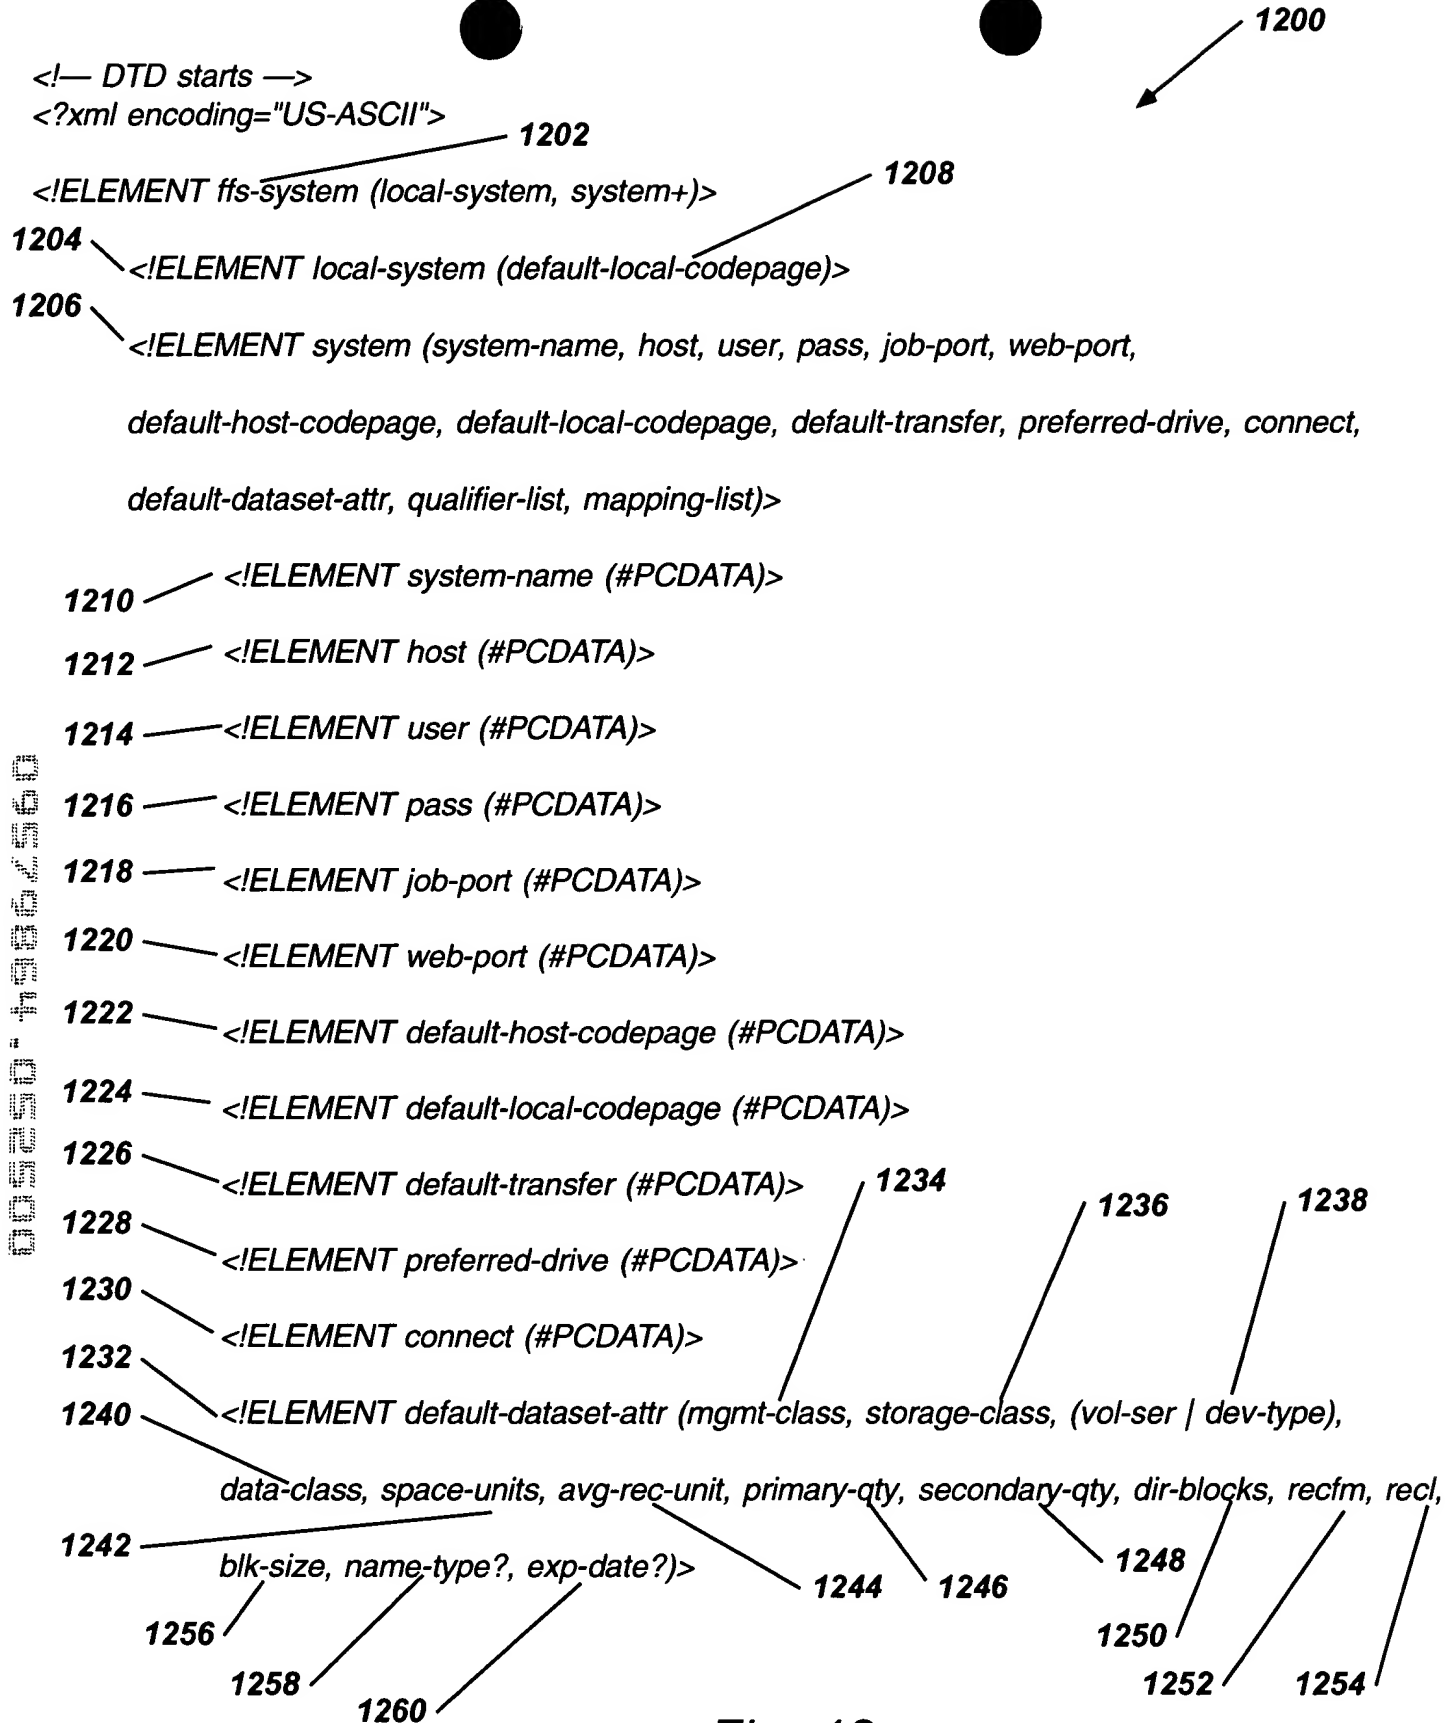 1200
<!— DTD starts —>
<?xml encoding="US-ASCII">
1202
1208
<!ELEMENT ffs-system (local-system, system+)>
1204
<!ELEMENT local-system (default-local-codepage)>
1206
<!ELEMENT system (system-name, host, user, pass, job-port, web-port,
default-host-codepage, default-local-codepage, default-transfer, preferred-drive, connect,
default-dataset-attr, qualifier-list, mapping-list)>
1210 <!ELEMENT system-name (#PCDATA)>
1212 <!ELEMENT host (#PCDATA)>
1214 <!ELEMENT user (#PCDATA)>
1216 <!ELEMENT pass (#PCDATA)>
1218 <!ELEMENT job-port (#PCDATA)>
1220 <!ELEMENT web-port (#PCDATA)>
1222 <!ELEMENT default-host-codepage (#PCDATA)>
1224 <!ELEMENT default-local-codepage (#PCDATA)>
1226 <!ELEMENT default-transfer (#PCDATA)>
1234
1236
1238
1228 <!ELEMENT preferred-drive (#PCDATA)>
1230 <!ELEMENT connect (#PCDATA)>
1232
1240 <!ELEMENT default-dataset-attr (mgmt-class, storage-class, (vol-ser | dev-type),
data-class, space-units, avg-rec-unit, primary-qty, secondary-qty, dir-blocks, recfm, recl,
1242
blk-size, name-type?, exp-date?)>
1248
1244
1246
1256
1250
1258
1252
1254
1260